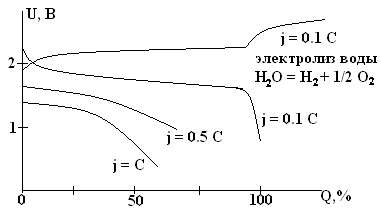 U, В
j = 0.1 C
электролиз воды
H₂O = H₂ + 1/2 O₂
2
j = 0.1 C
1
j = 0.5 C
j = C
0
50
100
Q,%